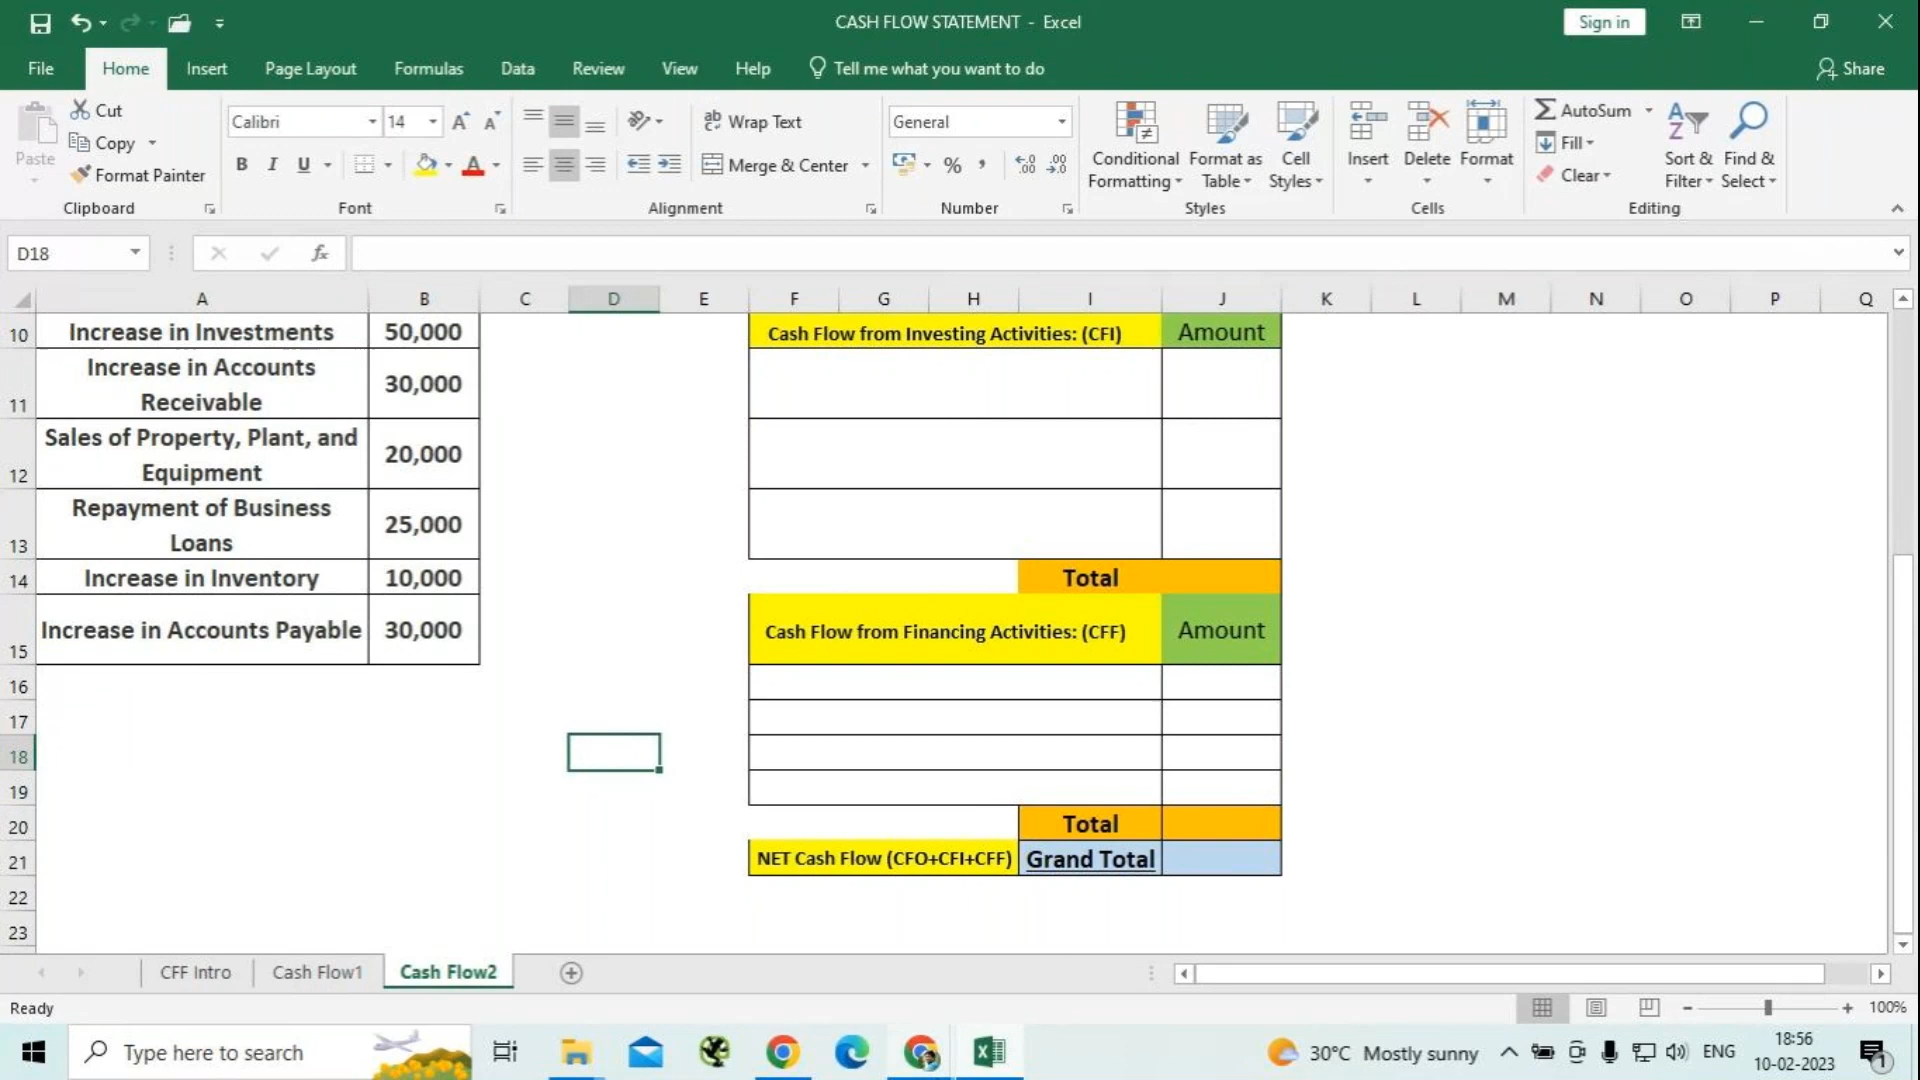 CASH FLOW STATEMENT - Excel
Sign in
File Home Insert Page Layout Formulas Data Review View Help Tell me what you want to do Share
Paste
Cut
Copy
Format Painter
Clipboard
Calibri 14
B I U
Font
Wrap Text
Merge & Center
Alignment
General
%
Number
Conditional Formatting
Format as Table
Cell Styles
Styles
Insert Delete Format
Cells
AutoSum
Fill
Clear
Sort & Filter
Find & Select
Editing
D18 fx
A B C D E F G H I J K L M N O P Q
10 Increase in Investments 50,000 Cash Flow from Investing Activities: (CFI) Amount
Increase in Accounts
11 Receivable 30,000
Sales of Property, Plant, and
12 Equipment 20,000
Repayment of Business
13 Loans 25,000
14 Increase in Inventory 10,000 Total
15 Increase in Accounts Payable 30,000 Cash Flow from Financing Activities: (CFF) Amount
16
17
18
19
20 Total
21 NET Cash Flow (CFO+CFI+CFF) Grand Total
22
23
CFF Intro Cash Flow1 Cash Flow2
Ready 100%
Type here to search 30°C Mostly sunny ENG 18:56
10-02-2023 1